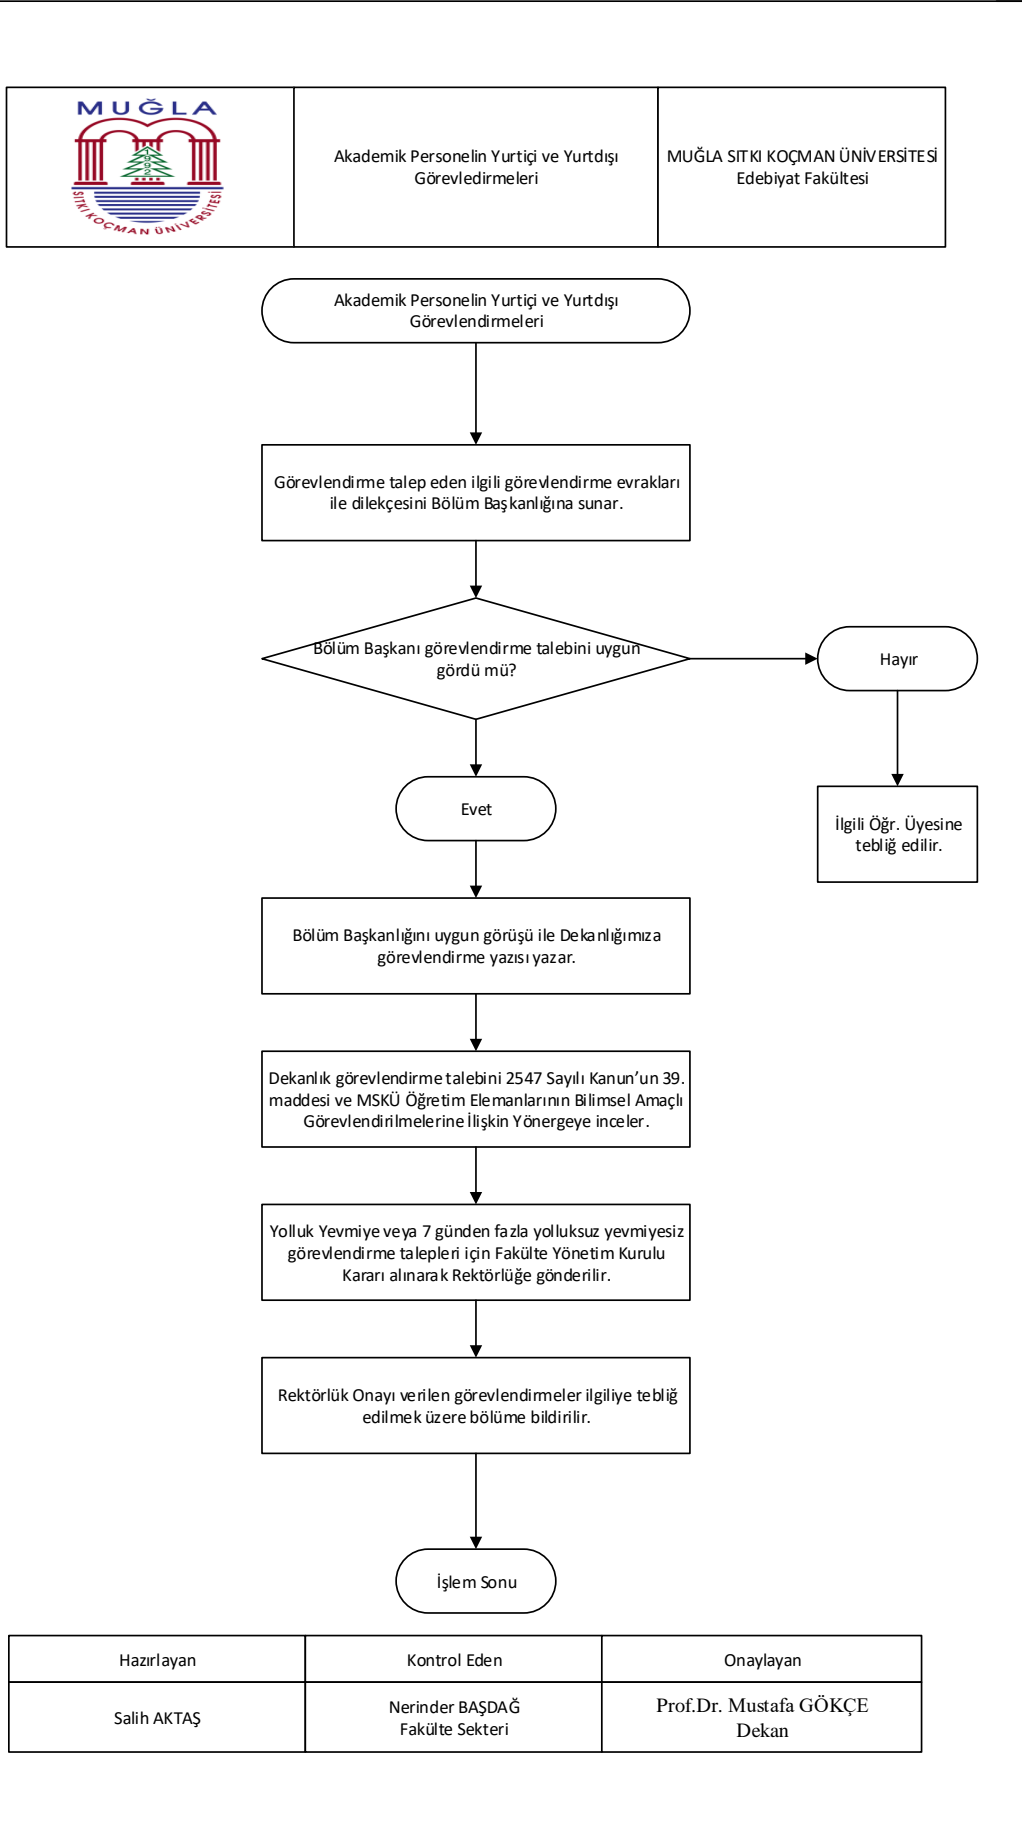 MUĞLA
1992
SITKI KOÇMAN ÜNİVERSİTESİ
Akademik Personelin Yurtiçi ve Yurtdışı
Görevledirmeleri
MUĞLA SITKI KOÇMAN ÜNİVERSİTESİ
Edebiyat Fakültesi
Akademik Personelin Yurtiçi ve Yurtdışı
Görevlendirmeleri
Görevlendirme talep eden ilgili görevlendirme evrakları
ile dilekçesini Bölüm Başkanlığına sunar.
Bölüm Başkanı görevlendirme talebini uygun
gördü mü?
Hayır
Evet
İlgili Öğr. Üyesine
tebliğ edilir.
Bölüm Başkanlığını uygun görüşü ile Dekanlığımıza
görevlendirme yazısı yazar.
Dekanlık görevlendirme talebini 2547 Sayılı Kanun’un 39.
maddesi ve MSKÜ Öğretim Elemanlarının Bilimsel Amaçlı
Görevlendirilmelerine İlişkin Yönergeye inceler.
Yolluk Yevmiye veya 7 günden fazla yolluksuz yevmiyesiz
görevlendirme talepleri için Fakülte Yönetim Kurulu
Kararı alınarak Rektörlüğe gönderilir.
Rektörlük Onayı verilen görevlendirmeler ilgiliye tebliğ
edilmek üzere bölüme bildirilir.
İşlem Sonu
Hazırlayan
Kontrol Eden
Onaylayan
Salih AKTAŞ
Nerinder BAŞDAĞ
Fakülte Sekteri
Prof.Dr. Mustafa GÖKÇE
Dekan